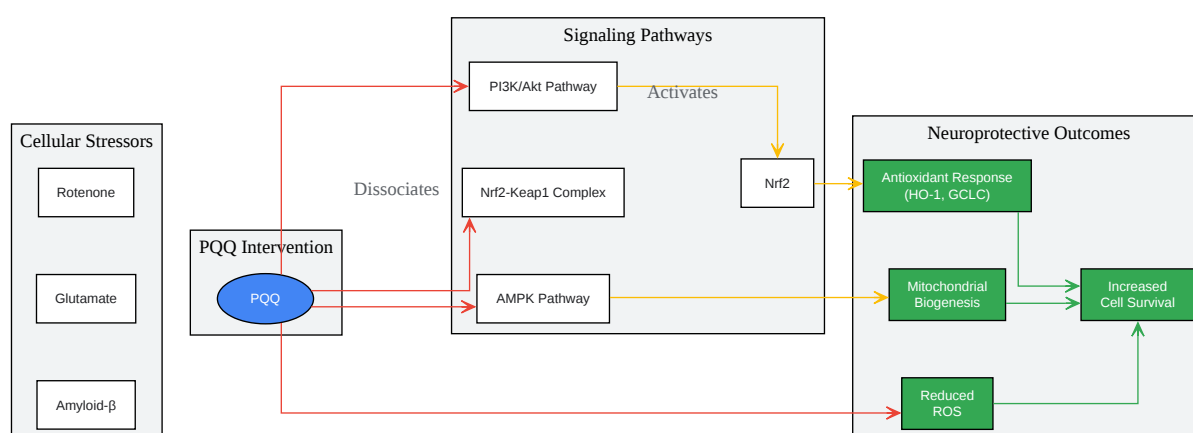 Cellular Stressors
Rotenone
Glutamate
Amyloid-β
PQQ Intervention
PQQ
Dissociates
Signaling Pathways
PI3K/Akt Pathway
Activates
Nrf2-Keap1 Complex
Nrf2
AMPK Pathway
Neuroprotective Outcomes
Antioxidant Response
(HO-1, GCLC)
Mitochondrial
Biogenesis
Increased
Cell Survival
Reduced
ROS